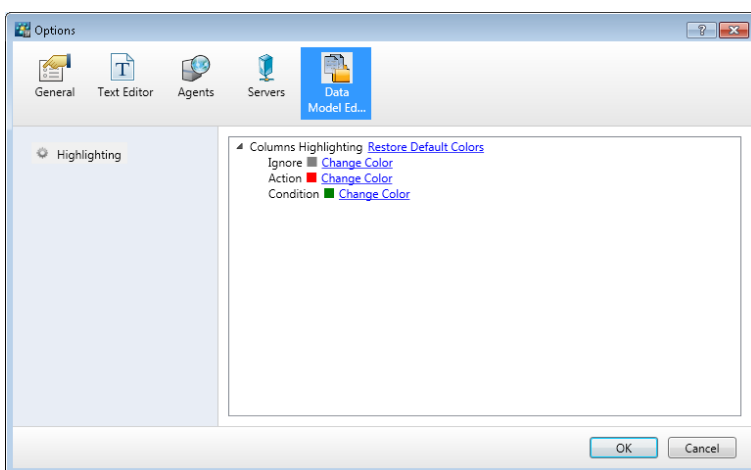 Options
General
Text Editor
Agents
Servers
Data
Model Ed...
Highlighting
Columns Highlighting Restore Default Colors
Ignore Change Color
Action Change Color
Condition Change Color
OK
Cancel